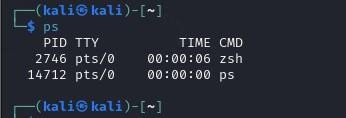 ┌──(kali㉿kali)-[~]
└─$ ps
    PID TTY          TIME CMD
   2746 pts/0    00:00:06 zsh
  14712 pts/0    00:00:00 ps

┌──(kali㉿kali)-[~]